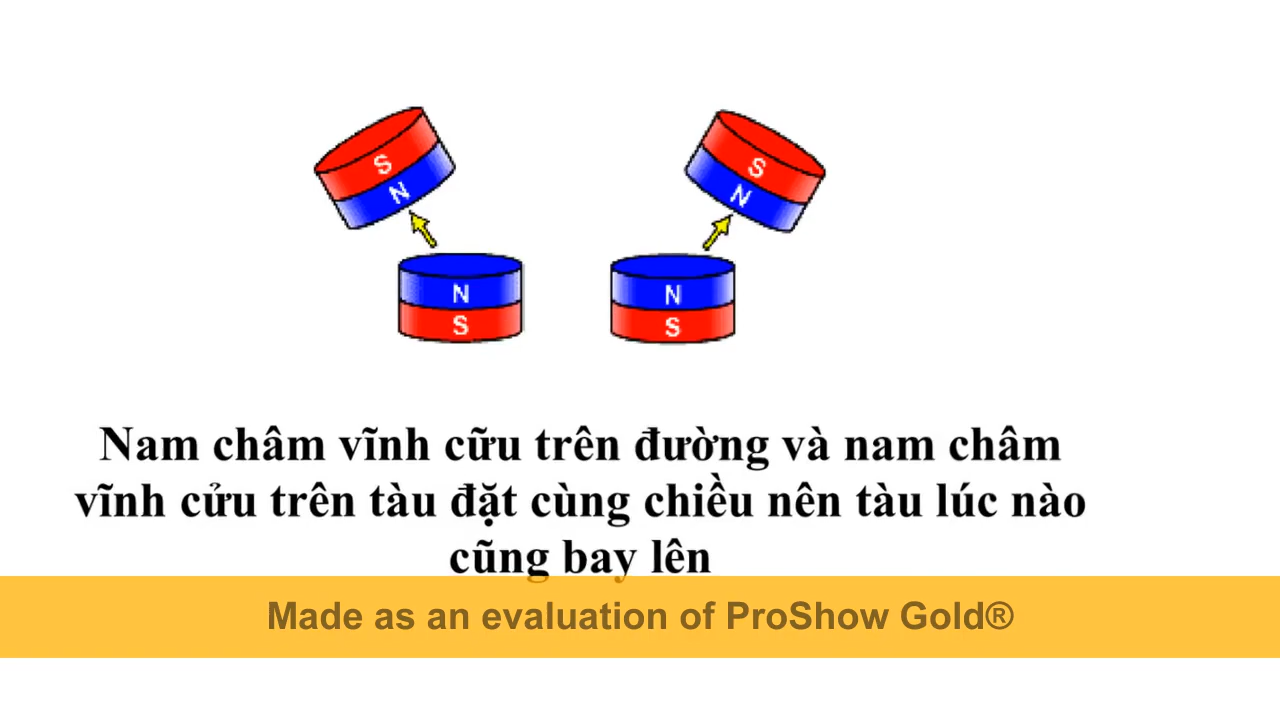 S
N
S
N
N
S
N
S
Nam châm vĩnh cữu trên đường và nam châm
vĩnh cửu trên tàu đặt cùng chiều nên tàu lúc nào
cũng bay lên
Made as an evaluation of ProShow Gold®